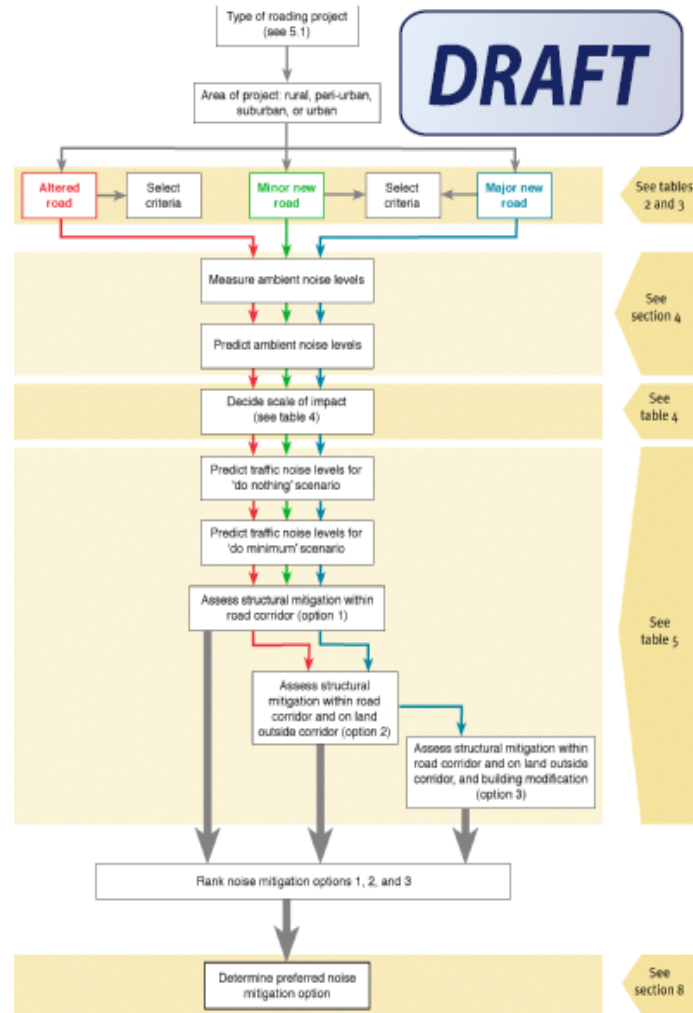 Type of roading project
(see 5.1)
DRAFT
Area of project: rural, peri-urban,
suburban, or urban
Altered
road
Select
criteria
Minor new
road
Select
criteria
Major new
road
See tables
2 and 3
Measure ambient noise levels
See
section 4
Predict ambient noise levels
Decide scale of impact
(see table 4)
See
table 4
Predict traffic noise levels for
'do nothing' scenario
Predict traffic noise levels for
'do minimum' scenario
Assess structural mitigation within
road corridor (option 1)
See
table 5
Assess structural
mitigation within road
corridor and on land
outside corridor (option 2)
Assess structural mitigation within
road corridor and on land outside
corridor, and building modification
(option 3)
Rank noise mitigation options 1, 2, and 3
Determine preferred noise
mitigation option
See
section 8